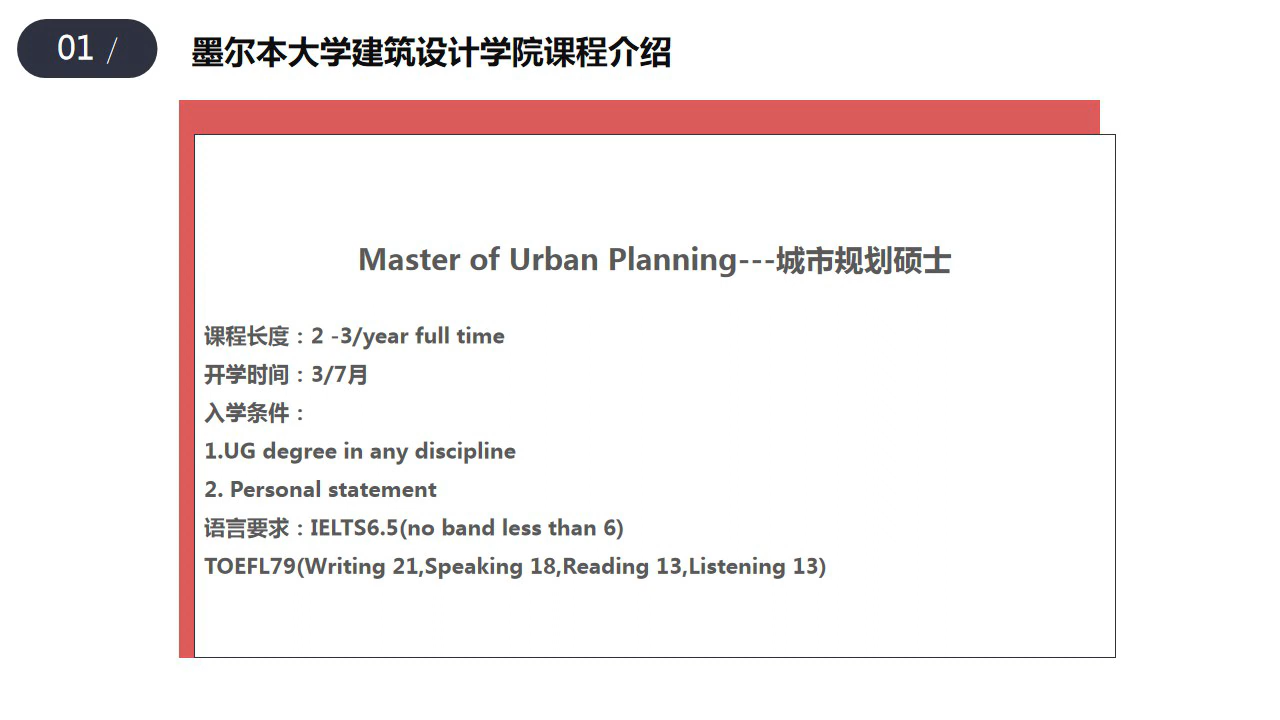 01 /
墨尔本大学建筑设计学院课程介绍
Master of Urban Planning---城市规划硕士
课程长度：2 -3/year full time
开学时间：3/7月
入学条件：
1.UG degree in any discipline
2. Personal statement
语言要求：IELTS6.5(no band less than 6)
TOEFL79(Writing 21,Speaking 18,Reading 13,Listening 13)